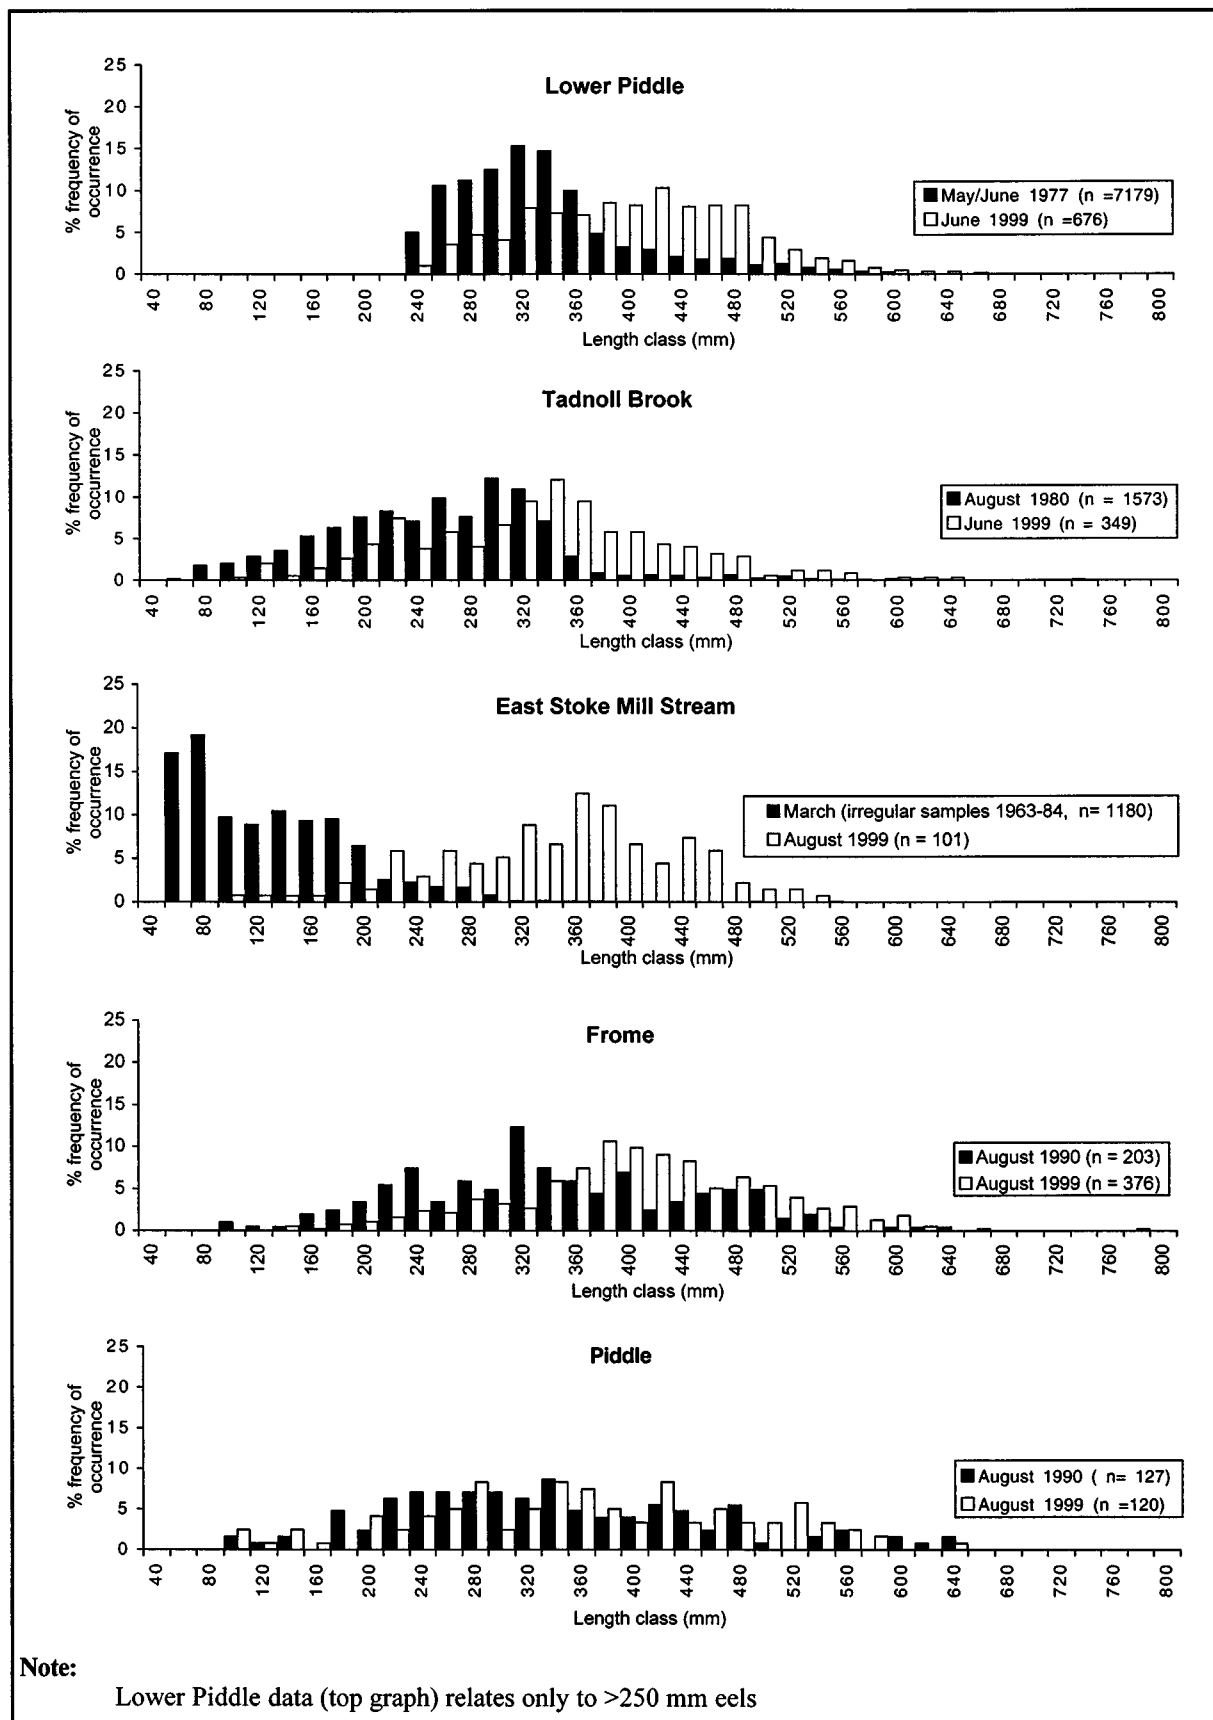 Lower Piddle
% frequency of
occurrence
25
20
15
10
5
0
May/June 1977 (n =7179)
June 1999 (n =676)
40 80 120 160 200 240 280 320 360 400 440 480 520 560 600 640 680 720 760 800
Length class (mm)
Tadnoll Brook
% frequency of
occurrence
25
20
15
10
5
0
August 1980 (n = 1573)
June 1999 (n = 349)
40 80 120 160 200 240 280 320 360 400 440 480 520 560 600 640 680 720 760 800
Length class (mm)
East Stoke Mill Stream
% frequency of
occurrence
25
20
15
10
5
0
March (irregular samples 1963-84, n= 1180)
August 1999 (n = 101)
40 80 120 160 200 240 280 320 360 400 440 480 520 560 600 640 680 720 760 800
Length class (mm)
Frome
% frequency of
occurrence
25
20
15
10
5
0
August 1990 (n = 203)
August 1999 (n = 376)
40 80 120 160 200 240 280 320 360 400 440 480 520 560 600 640 680 720 760 800
Length class (mm)
Piddle
% frequency of
occurrence
25
20
15
10
5
0
August 1990 ( n= 127)
August 1999 (n =120)
40 80 120 160 200 240 280 320 360 400 440 480 520 560 600 640 680 720 760 800
Length class (mm)
Note:
Lower Piddle data (top graph) relates only to >250 mm eels